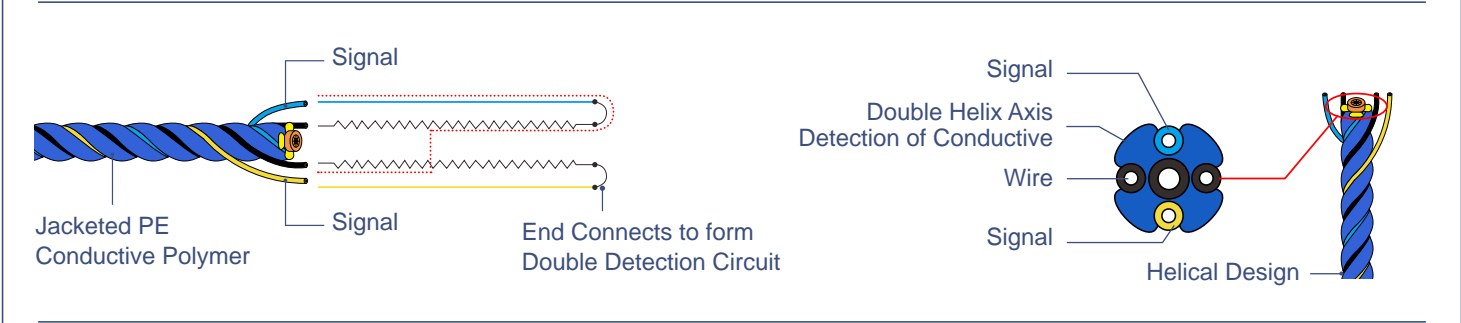 Signal
Jacketed PE
Conductive Polymer
Signal
End Connects to form
Double Detection Circuit
Signal
Double Helix Axis
Detection of Conductive
Wire
Signal
Helical Design